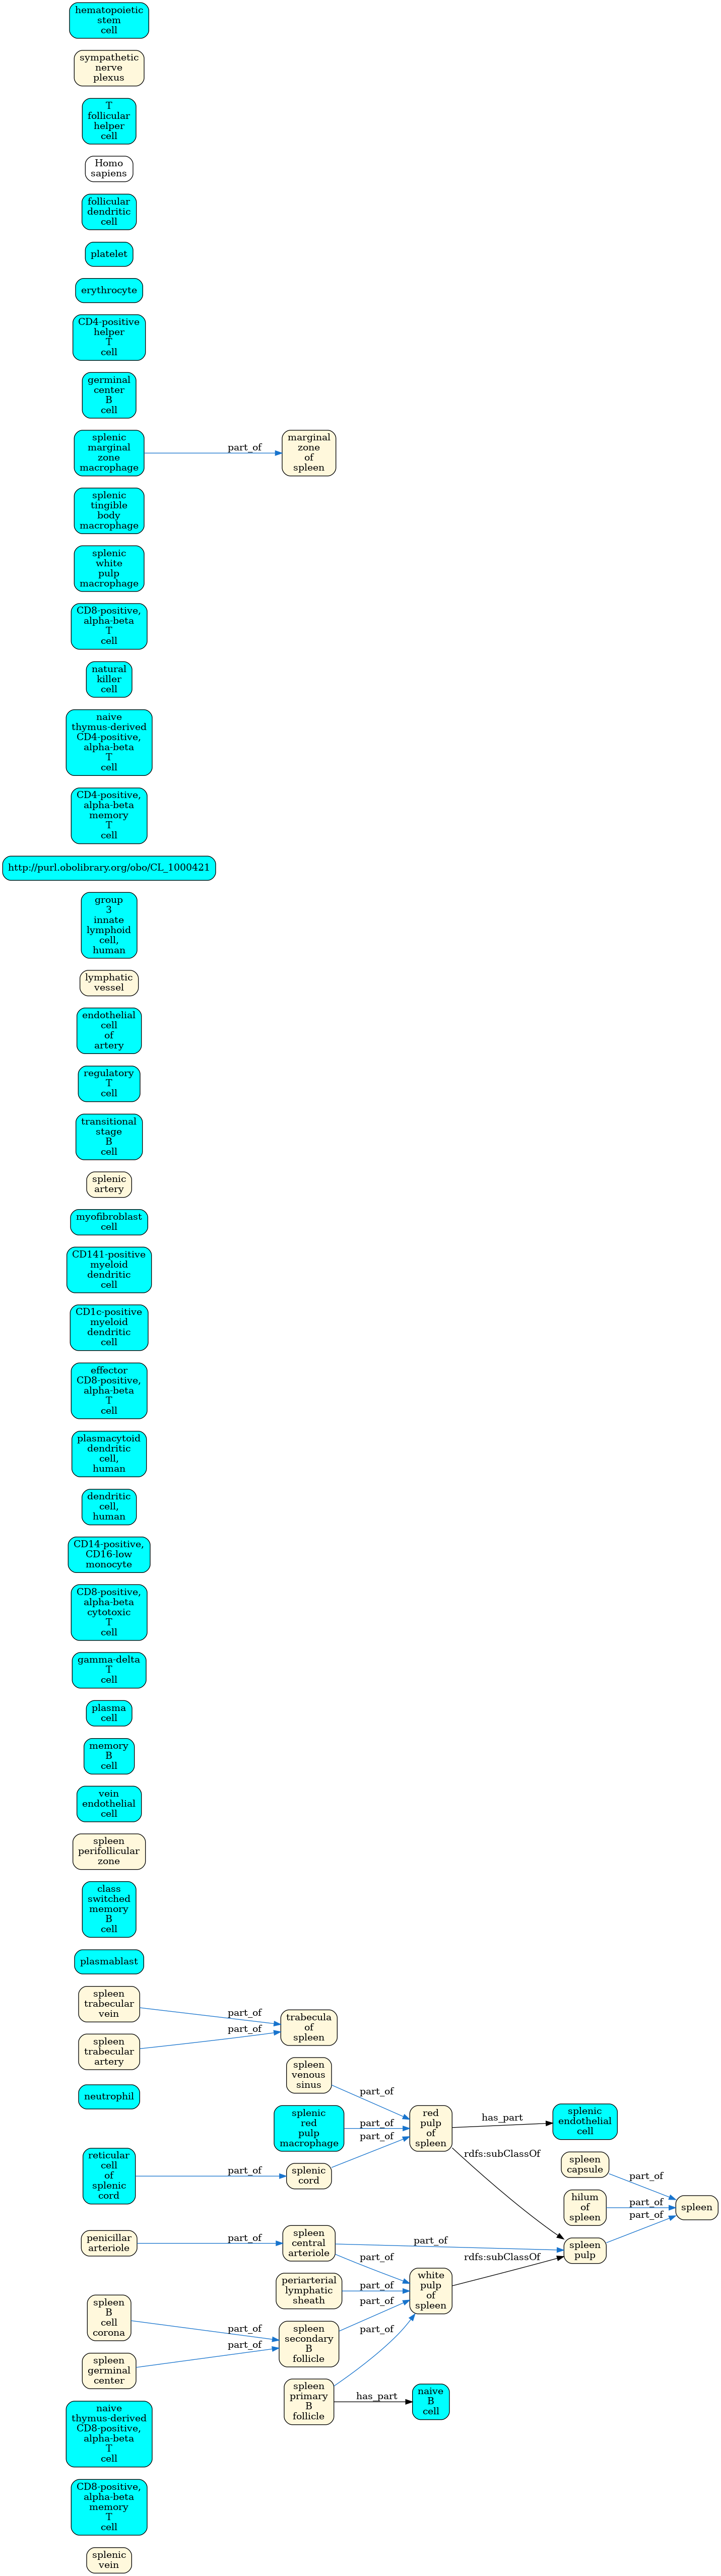 hematopoietic
stem
cell
sympathetic
nerve
plexus
T
follicular
helper
cell
Homo
sapiens
follicular
dendritic
cell
platelet
erythrocyte
CD4-positive
helper
T
cell
germinal
center
B
cell
splenic
marginal
zone
macrophage
part_of
marginal
zone
of
spleen
splenic
tingible
body
macrophage
splenic
white
pulp
macrophage
CD8-positive,
alpha-beta
T
cell
natural
killer
cell
naive
thymus-derived
CD4-positive,
alpha-beta
T
cell
CD4-positive,
alpha-beta
memory
T
cell
http://purl.obolibrary.org/obo/CL_1000421
group
3
innate
lymphoid
cell,
human
lymphatic
vessel
endothelial
cell
of
artery
regulatory
T
cell
transitional
stage
B
cell
splenic
artery
myofibroblast
cell
CD141-positive
myeloid
dendritic
cell
CD1c-positive
myeloid
dendritic
cell
effector
CD8-positive,
alpha-beta
T
cell
plasmacytoid
dendritic
cell,
human
dendritic
cell,
human
CD14-positive,
CD16-low
monocyte
CD8-positive,
alpha-beta
cytotoxic
T
cell
gamma-delta
T
cell
plasma
cell
memory
B
cell
vein
endothelial
cell
spleen
perifollicular
zone
class
switched
memory
B
cell
plasmablast
spleen
trabecular
vein
part_of
trabecula
of
spleen
spleen
trabecular
artery
part_of
spleen
venous
sinus
part_of
neutrophil
splenic
red
pulp
macrophage
part_of
red
pulp
of
spleen
has_part
splenic
endothelial
cell
reticular
cell
of
splenic
cord
part_of
splenic
cord
part_of
rdfs:subClassOf
spleen
capsule
part_of
hilum
of
spleen
part_of
spleen
penicillar
arteriole
part_of
spleen
central
arteriole
part_of
part_of
spleen
pulp
part_of
periarterial
lymphatic
sheath
part_of
white
pulp
of
spleen
rdfs:subClassOf
spleen
B
cell
corona
part_of
spleen
secondary
B
follicle
part_of
spleen
germinal
center
part_of
spleen
primary
B
follicle
part_of
has_part
naive
B
cell
naive
thymus-derived
CD8-positive,
alpha-beta
T
cell
CD8-positive,
alpha-beta
memory
T
cell
splenic
vein